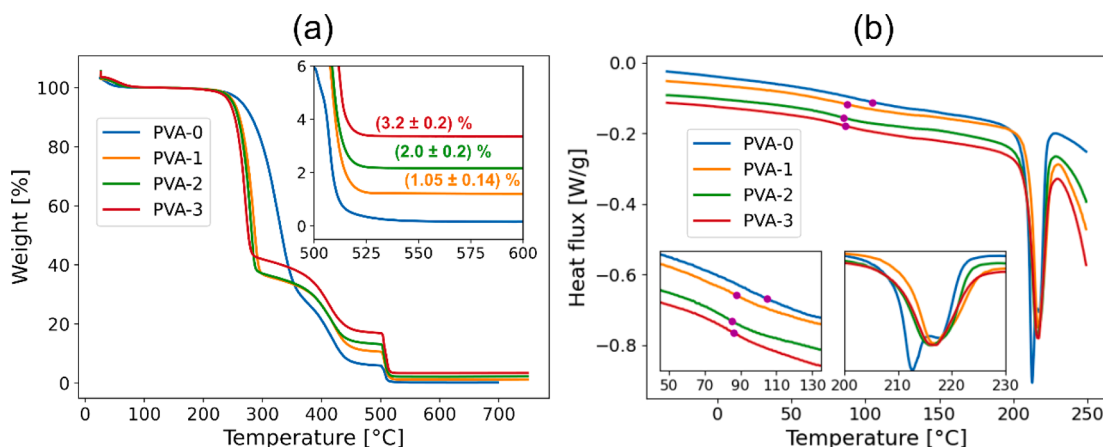 (a)
100
80
60
40
20
0
Weight [%]
PVA-0
PVA-1
PVA-2
PVA-3
6
4
2
0
(3.2 ± 0.2) %
(2.0 ± 0.2) %
(1.05 ± 0.14) %
500 525 550 575 600
0 100 200 300 400 500 600 700
Temperature [°C]
(b)
0.0
−0.2
−0.4
−0.6
−0.8
Heat flux [W/g]
PVA-0
PVA-1
PVA-2
PVA-3
50 70 90 110 130
200 210 220 230
0 50 100 150 200 250
Temperature [°C]